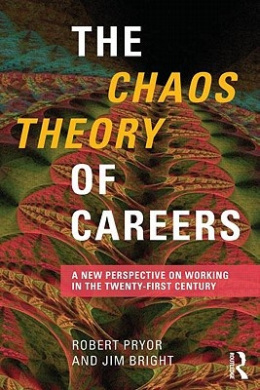 THE
CHAOS
THEORY
OF
CAREERS
A NEW PERSPECTIVE ON WORKING
IN THE TWENTY-FIRST CENTURY
ROBERT PRYOR
AND JIM BRIGHT
ROUTLEDGE